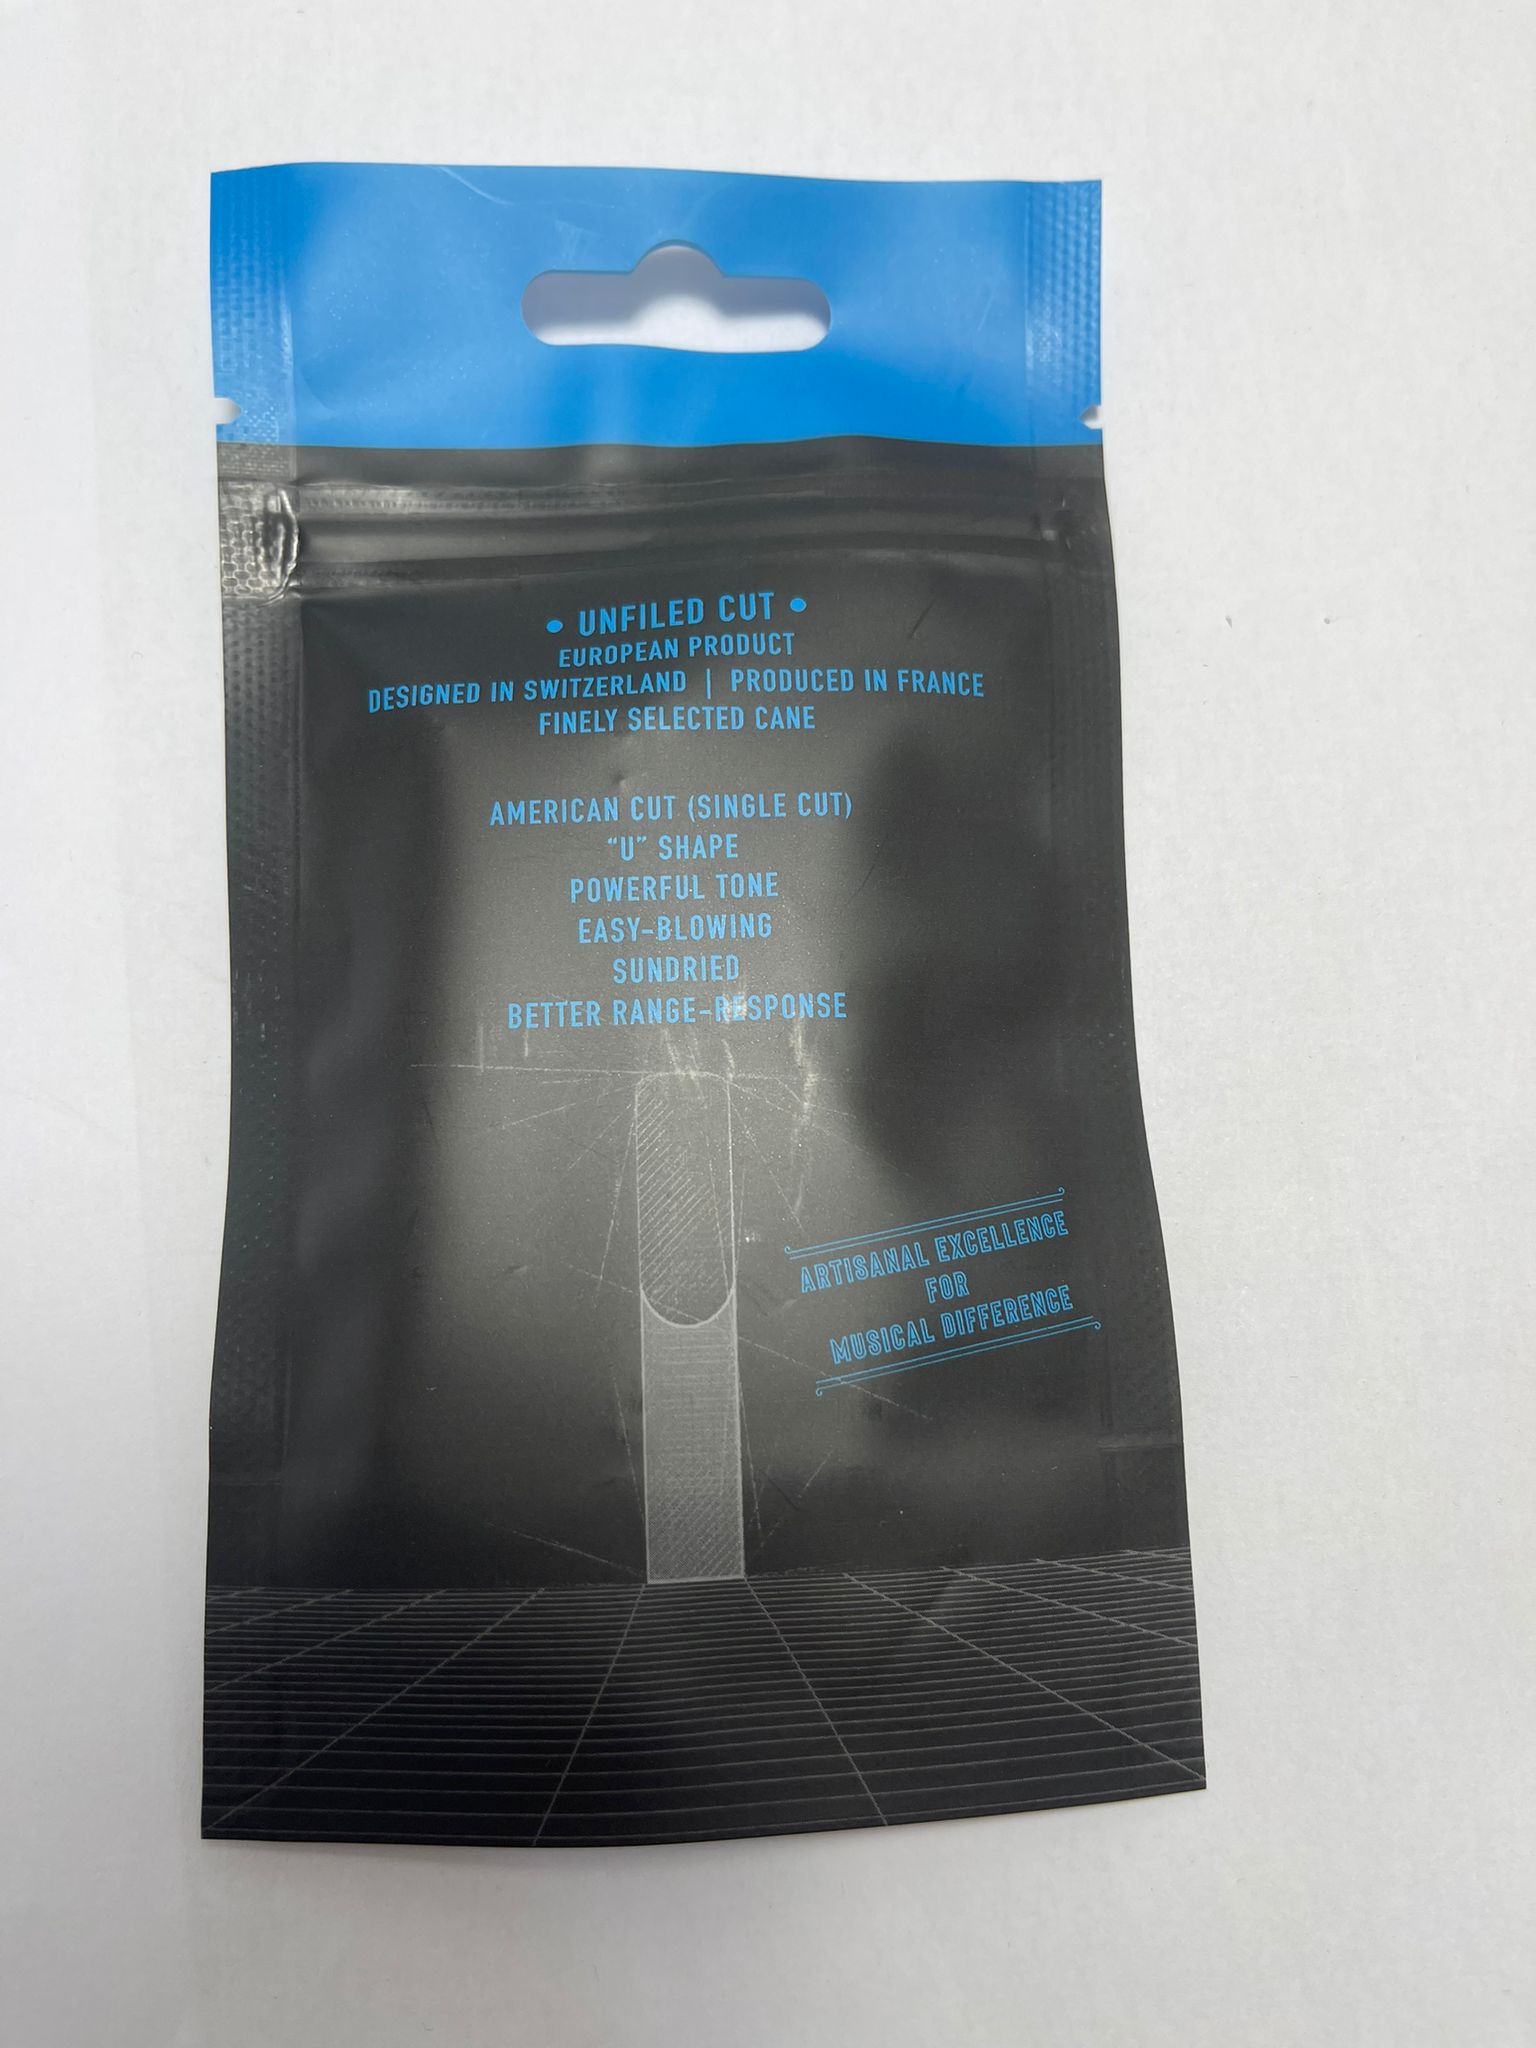 • UNFILED CUT •
EUROPEAN PRODUCT
DESIGNED IN SWITZERLAND | PRODUCED IN FRANCE
FINELY SELECTED CANE
AMERICAN CUT (SINGLE CUT)
"U" SHAPE
POWERFUL TONE
EASY-BLOWING
SUNDRIED
BETTER RANGE-RESPONSE
ARTISANAL EXCELLENCE
FOR
MUSICAL DIFFERENCE